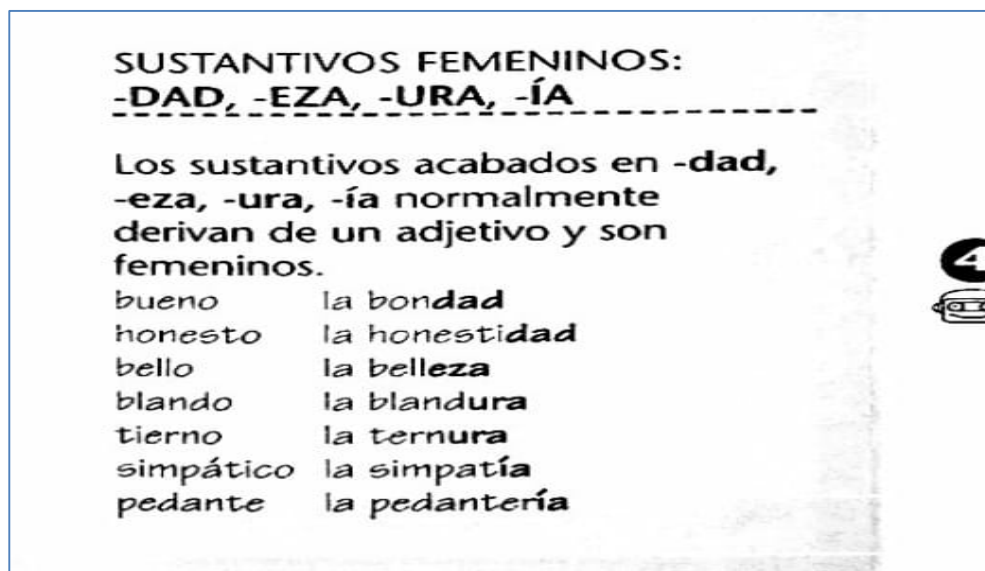 SUSTANTIVOS FEMENINOS:
-DAD, -EZA, -URA, -ÍA
Los sustantivos acabados en -dad,
-eza, -ura, -ía normalmente
derivan de un adjetivo y son
femeninos.
bueno la bondad
honesto la honestidad
bello la belleza
blando la blandura
tierno la ternura
simpático la simpatía
pedante la pedantería
4